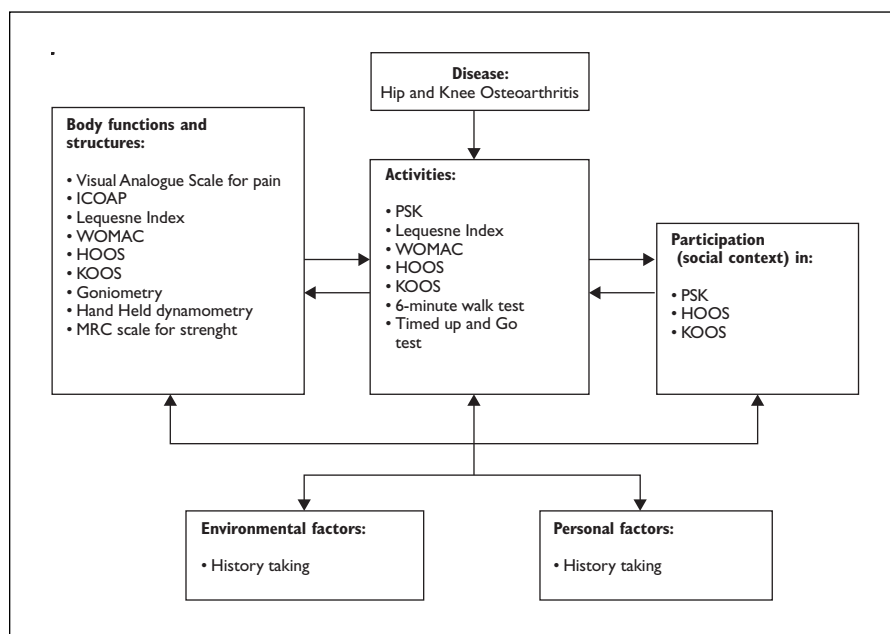 Disease:
Hip and Knee Osteoarthritis
Body functions and
structures:
• Visual Analogue Scale for pain
• ICOAP
• Lequesne Index
• WOMAC
• HOOS
• KOOS
• Goniometry
• Hand Held dynamometry
• MRC scale for strenght
Activities:
• PSK
• Lequesne Index
• WOMAC
• HOOS
• KOOS
• 6-minute walk test
• Timed up and Go
test
Participation
(social context) in:
• PSK
• HOOS
• KOOS
Environmental factors:
• History taking
Personal factors:
• History taking